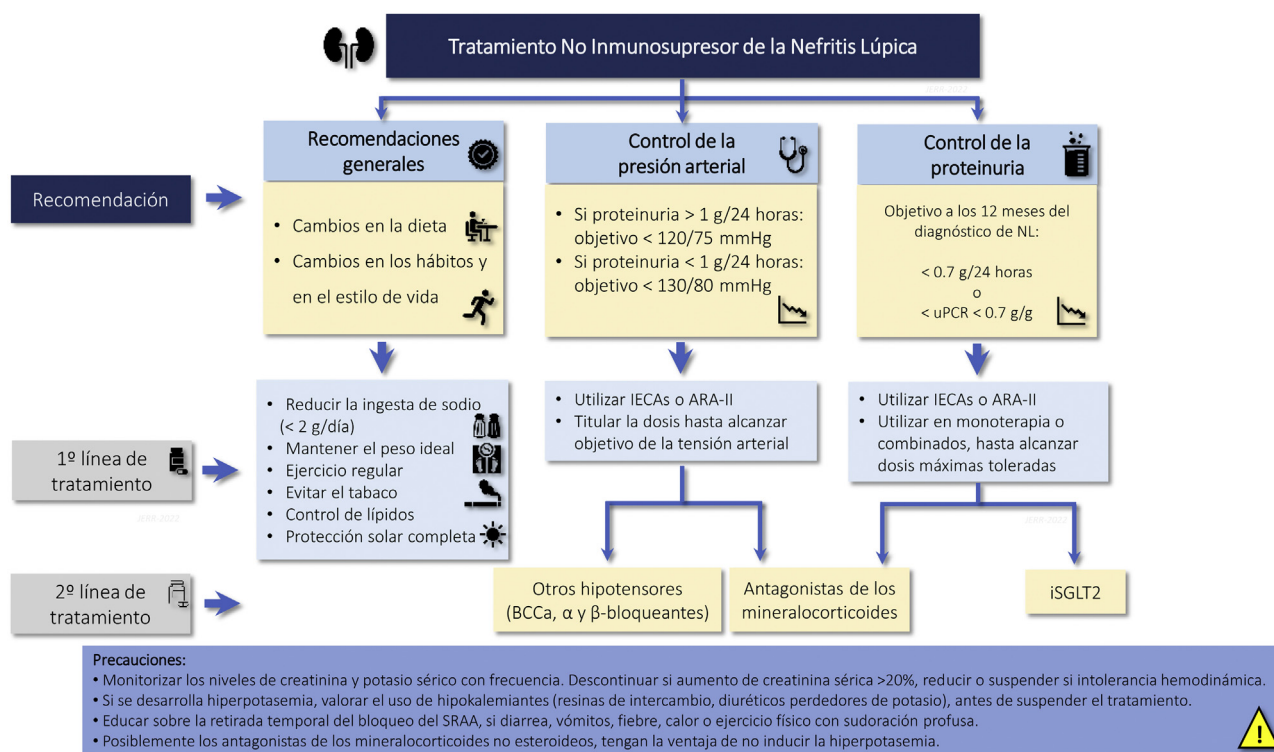 Tratamiento No Inmunosupresor de la Nefritis Lúpica
JERR-2022
Recomendaciones
generales
Control de la
presión arterial
Control de la
proteinuria
Recomendación
• Cambios en la dieta
• Cambios en los hábitos y
en el estilo de vida
• Si proteinuria > 1 g/24 horas:
objetivo < 120/75 mmHg
• Si proteinuria < 1 g/24 horas:
objetivo < 130/80 mmHg
Objetivo a los 12 meses del
diagnóstico de NL:
< 0.7 g/24 horas
o
< uPCR < 0.7 g/g
1º línea de
tratamiento
JERR-2022
• Reducir la ingesta de sodio
(< 2 g/día)
• Mantener el peso ideal
• Ejercicio regular
• Evitar el tabaco
• Control de lípidos
• Protección solar completa
• Utilizar IECAs o ARA-II
• Titular la dosis hasta alcanzar
objetivo de la tensión arterial
• Utilizar IECAs o ARA-II
• Utilizar en monoterapia o
combinados, hasta alcanzar
dosis máximas toleradas
JERR-2022
2º línea de
tratamiento
Otros hipotensores
(BCCa, α y β-bloqueantes)
Antagonistas de los
mineralocorticoides
iSGLT2
Precauciones:
• Monitorizar los niveles de creatinina y potasio sérico con frecuencia. Descontinuar si aumento de creatinina sérica >20%, reducir o suspender si intolerancia hemodinámica.
• Si se desarrolla hiperpotasemia, valorar el uso de hipokalemiantes (resinas de intercambio, diuréticos perdedores de potasio), antes de suspender el tratamiento.
• Educar sobre la retirada temporal del bloqueo del SRAA, si diarrea, vómitos, fiebre, calor o ejercicio físico con sudoración profusa.
• Posiblemente los antagonistas de los mineralocorticoides no esteroideos, tengan la ventaja de no inducir la hiperpotasemia.